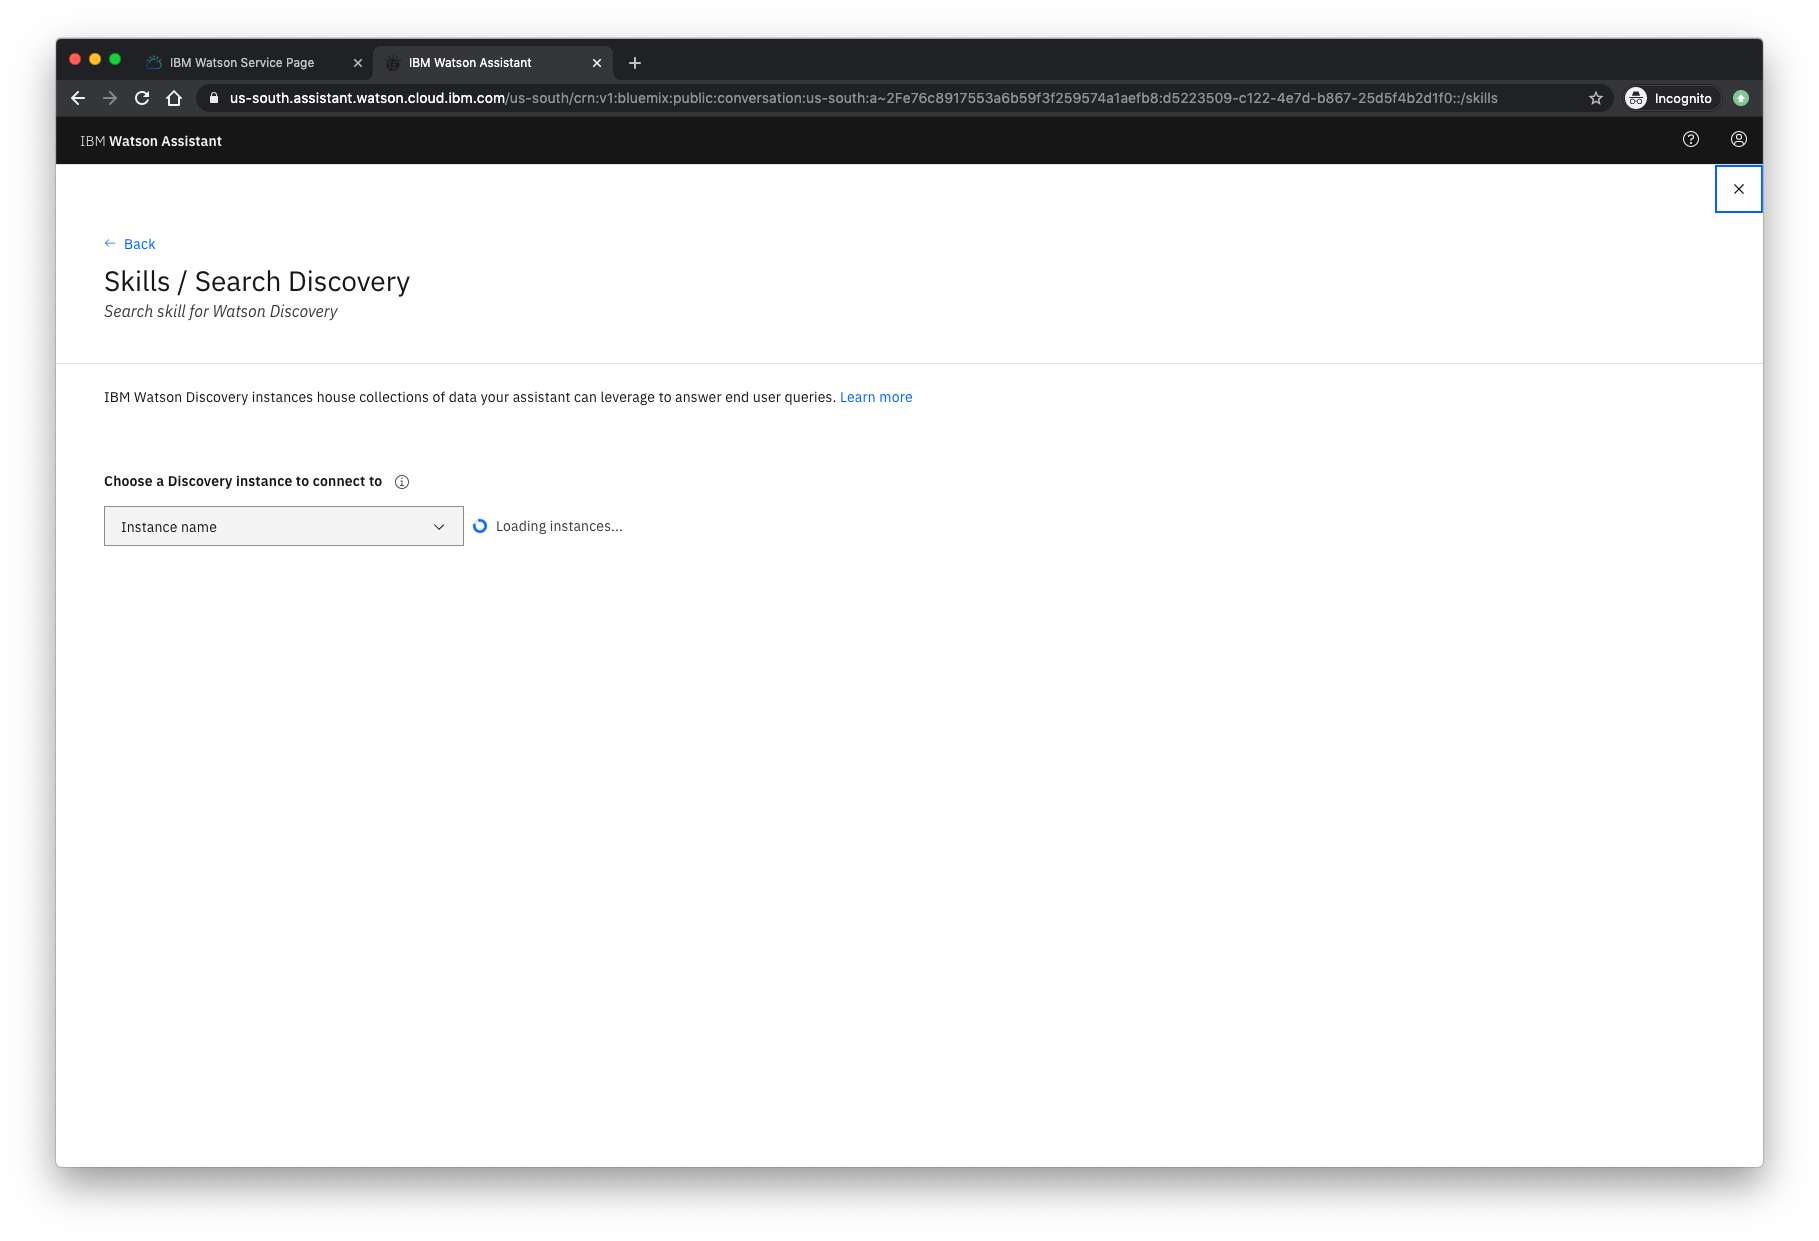 IBM Watson Service Page
IBM Watson Assistant
us-south.assistant.watson.cloud.ibm.com/us-south/crn:v1:bluemix:public:conversation:us-south:a~2Fe76c8917553a6b59f3f259574a1aefb8:d5223509-c122-4e7d-b867-25d5f4b2d1f0::/skills
Incognito
IBM Watson Assistant
Back
Skills / Search Discovery
Search skill for Watson Discovery
IBM Watson Discovery instances house collections of data your assistant can leverage to answer end user queries. Learn more
Choose a Discovery instance to connect to
Instance name
Loading instances...